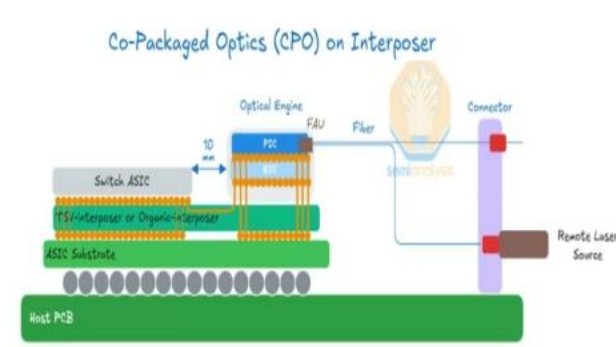 Co-Packaged Optics (CPO) on Interposer
Optical Engine
Connector
FAU
Fiber
10
mm
PIC
semianalysis
Switch ASIC
TSV-interposer or Organic-interposer
ASIC Substrate
Remote Laser
Source
Host PCB